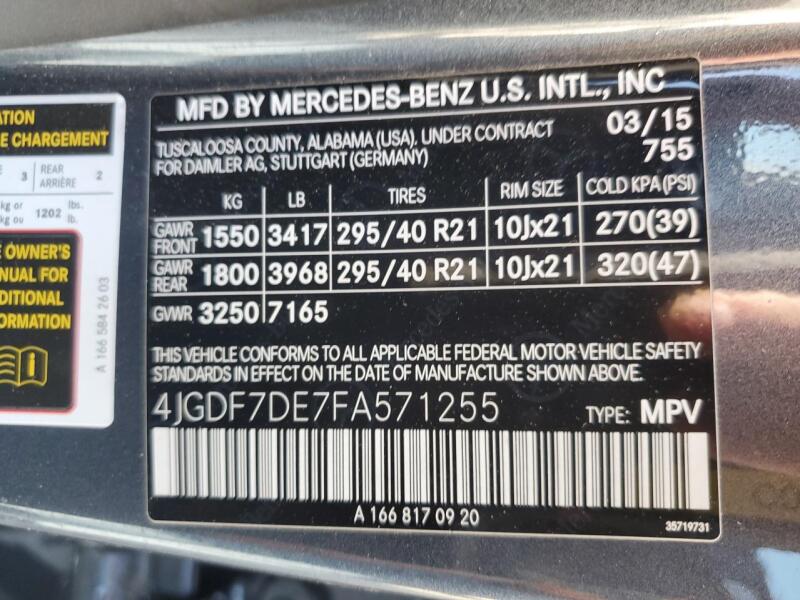 ATION
E CHARGEMENT
3 REAR ARRIÈRE 2
kg or
kg ou 1202 lbs. lb.
E OWNER'S
ANUAL FOR
DDITIONAL
FORMATION
A 166 584 26 03
MFD BY MERCEDES-BENZ U.S. INTL., INC
TUSCALOOSA COUNTY, ALABAMA (USA). UNDER CONTRACT 03/15
FOR DAIMLER AG, STUTTGART (GERMANY) 755
KG LB TIRES RIM SIZE COLD KPA(PSI)
GAWR FRONT 1550 3417 295/40 R21 10Jx21 270(39)
GAWR REAR 1800 3968 295/40 R21 10Jx21 320(47)
GVWR 3250 7165
THIS VEHICLE CONFORMS TO ALL APPLICABLE FEDERAL MOTOR VEHICLE SAFETY
STANDARDS IN EFFECT ON THE DATE OF MANUFACTURE SHOWN ABOVE.
4JGDF7DE7FA571255 TYPE: MPV
A 166 817 09 20
35719731